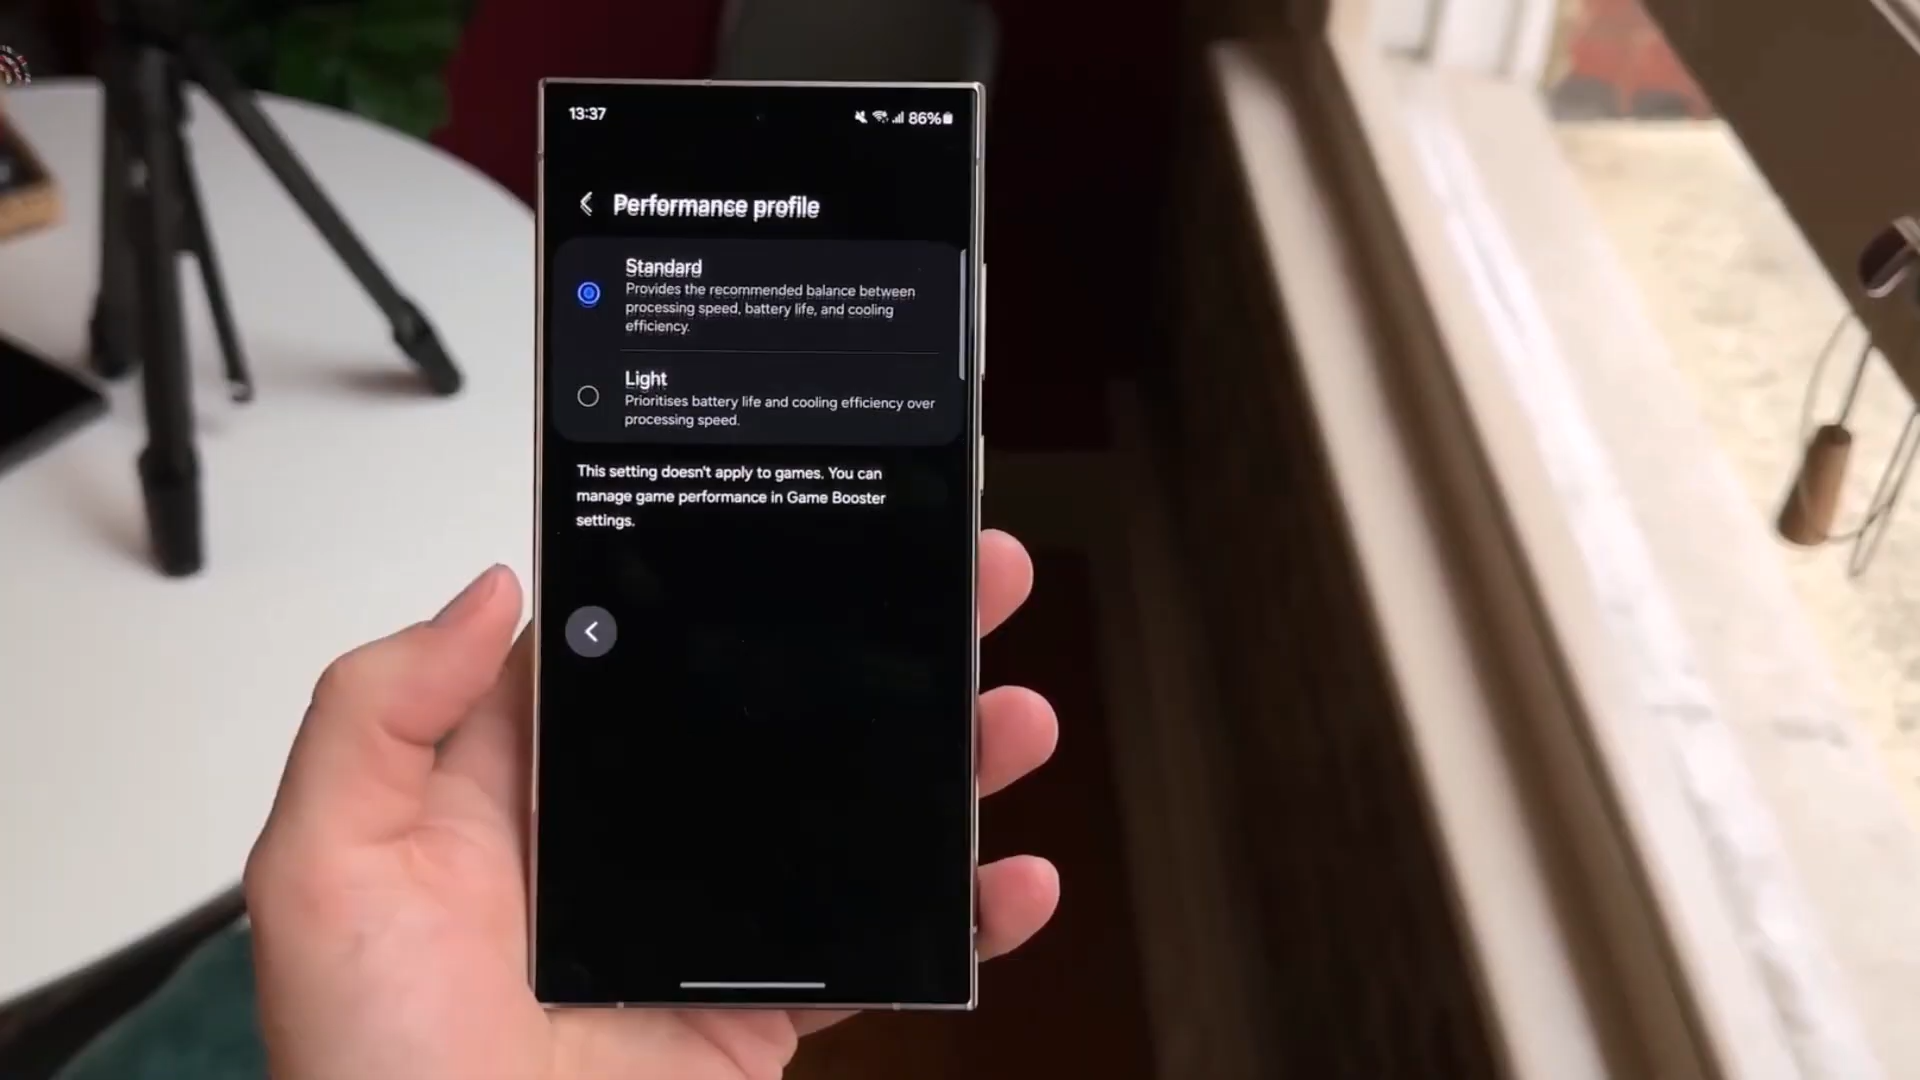 13:37
86%
Performance profile
Standard
Provides the recommended balance between
processing speed, battery life, and cooling
efficiency.
Light
Prioritises battery life and cooling efficiency over
processing speed.
This setting doesn't apply to games. You can
manage game performance in Game Booster
settings.